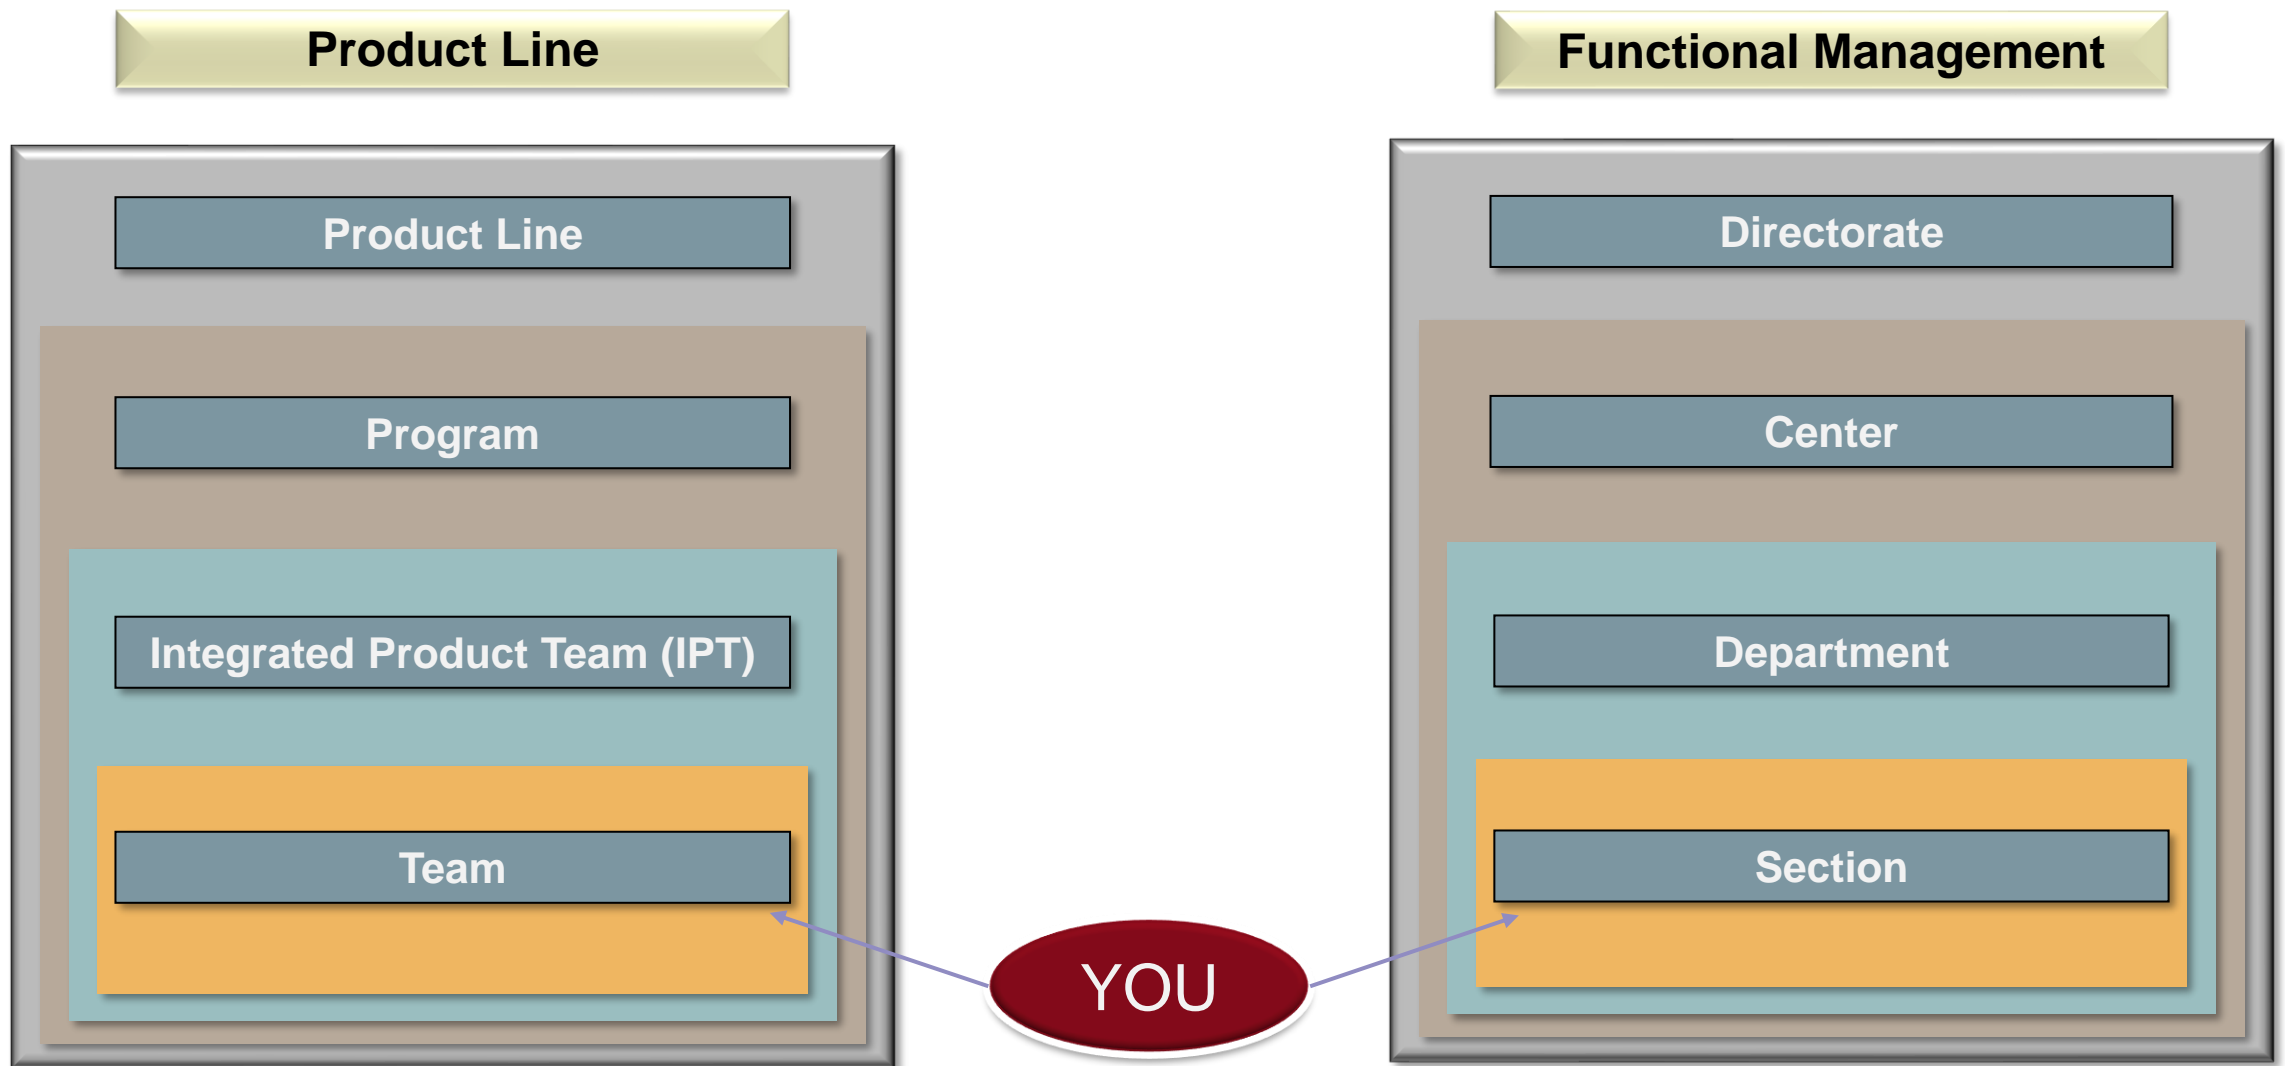 Product Line
Functional Management
Product Line
Directorate
Program
Center
Integrated Product Team (IPT)
Department
Team
Section
YOU